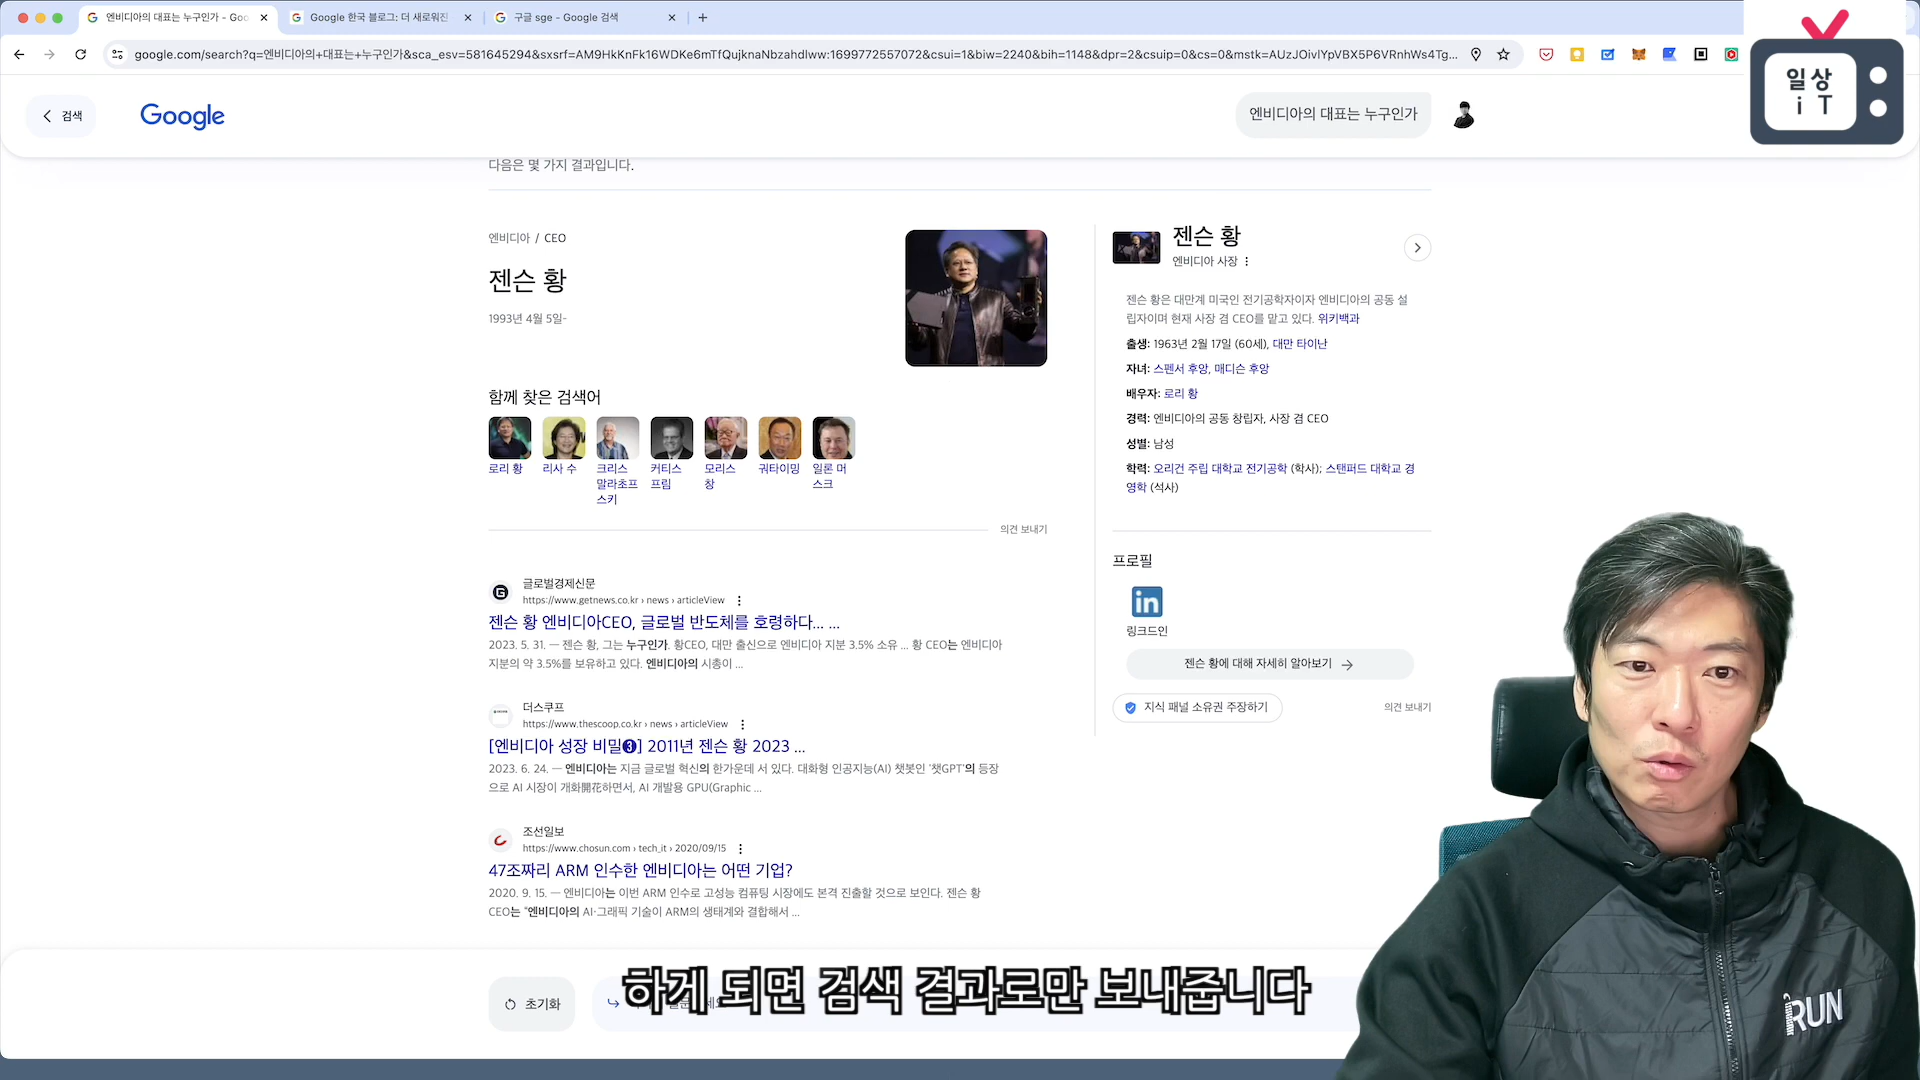 엔비디아의 대표는 누구인가 - Goo
Google 한국 블로그: 더 새로워진
구글 sge - Google 검색
google.com/search?q=엔비디아의+대표는+누구인가&sca_esv=581645294&sxsrf=AM9HkKnFk16WDKe6mTfQujknaNbzahdlww:1699772557072&csui=1&biw=2240&bih=1148&dpr=2&csuip=0&cs=0&mstk=AUzJOivlYpVBX5P6VRnhWs4Tg...
일상
iT
검색
Google
엔비디아의 대표는 누구인가
다음은 몇 가지 결과입니다.
엔비디아 / CEO
젠슨 황
1993년 4월 5일-
함께 찾은 검색어
로리 황
리사 수
크리스
말라초프
스키
커티스
프림
모리스
창
궈타이밍
일론 머
스크
의견 보내기
글로벌경제신문
https://www.getnews.co.kr › news › articleView
젠슨 황 엔비디아CEO, 글로벌 반도체를 호령하다... ...
2023. 5. 31. — 젠슨 황, 그는 누구인가. 황CEO, 대만 출신으로 엔비디아 지분 3.5% 소유 ... 황 CEO는 엔비디아
지분의 약 3.5%를 보유하고 있다. 엔비디아의 시총이 ...
더스쿠프
https://www.thescoop.co.kr › news › articleView
[엔비디아 성장 비밀❸] 2011년 젠슨 황 2023 ...
2023. 6. 24. — 엔비디아는 지금 글로벌 혁신의 한가운데 서 있다. 대화형 인공지능(AI) 챗봇인 ‘챗GPT’의 등장
으로 AI 시장이 개화開花하면서, AI 개발용 GPU(Graphic ...
조선일보
https://www.chosun.com › tech_it › 2020/09/15
47조짜리 ARM 인수한 엔비디아는 어떤 기업?
2020. 9. 15. — 엔비디아는 이번 ARM 인수로 고성능 컴퓨팅 시장에도 본격 진출할 것으로 보인다. 젠슨 황
CEO는 “엔비디아의 AI·그래픽 기술이 ARM의 생태계와 결합해서 ...
젠슨 황
엔비디아 사장
젠슨 황은 대만계 미국인 전기공학자이자 엔비디아의 공동 설
립자이며 현재 사장 겸 CEO를 맡고 있다. 위키백과
출생: 1963년 2월 17일 (60세), 대만 타이난
자녀: 스펜서 후앙, 매디슨 후앙
배우자: 로리 황
경력: 엔비디아의 공동 창립자, 사장 겸 CEO
성별: 남성
학력: 오리건 주립 대학교 전기공학 (학사); 스탠퍼드 대학교 경
영학 (석사)
프로필
in
링크드인
젠슨 황에 대해 자세히 알아보기
지식 패널 소유권 주장하기
의견 보내기
초기화
하게 되면 검색 결과로만 보내줍니다
RUN